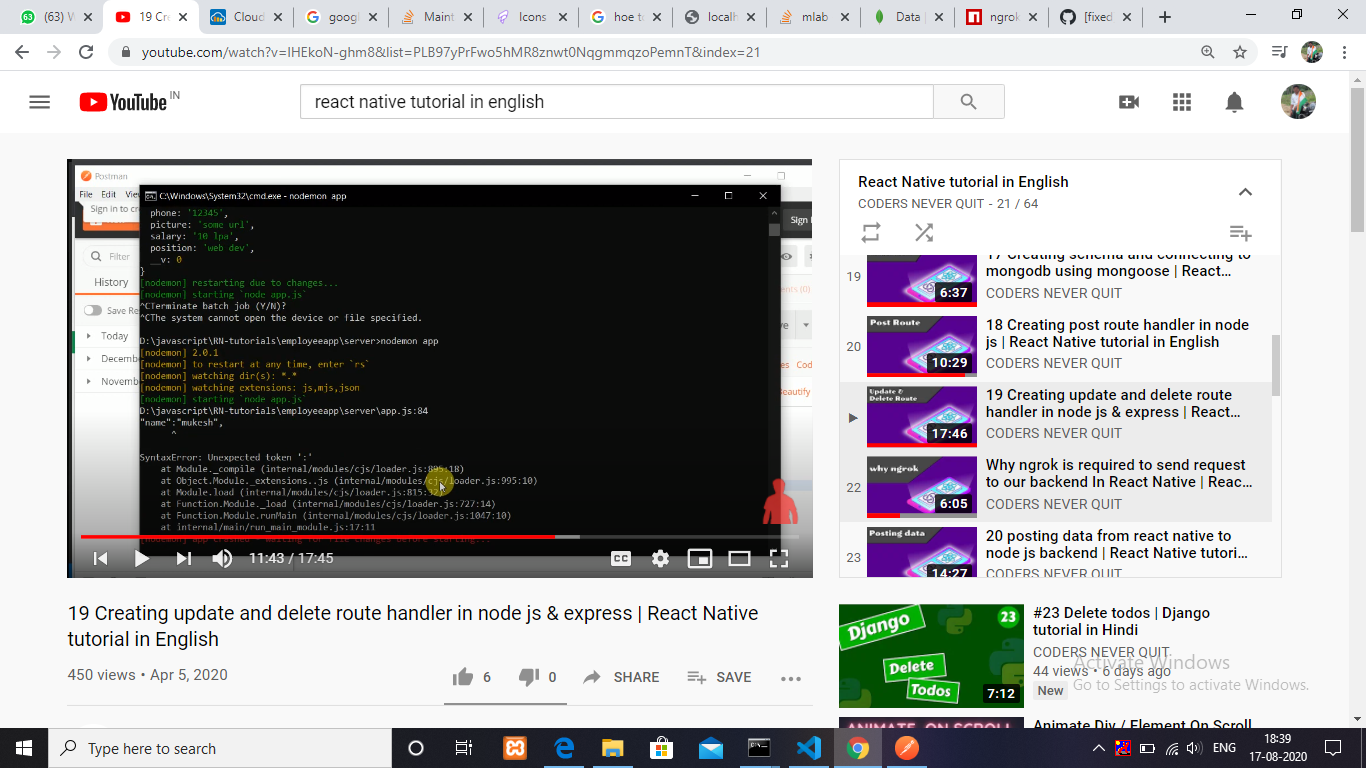 (63) W
19 Cre
Cloud
googl
Maint
Icons
hoe to
localh
mlab
Data |
ngrok
[fixed
youtube.com/watch?v=IHEkoN-ghm8&list=PLB97yPrFwo5hMR8znwt0NqgmmqzoPemnT&index=21
YouTube IN
react native tutorial in english
Postman
File Edit View
Sign in to cre
Sign
Filter
History
Save Re
Today
Decemb
Novemb
ents (0)
ve
ies Coo
Beautify
C:\Windows\System32\cmd.exe - nodemon app
phone: '12345',
picture: 'some url',
salary: '10 lpa',
position: 'web dev',
__v: 0
}
[nodemon] restarting due to changes...
[nodemon] starting `node app.js`
^CTerminate batch job (Y/N)?
^CThe system cannot open the device or file specified.
D:\javascript\RN-tutorials\employeeapp\server>nodemon app
[nodemon] 2.0.1
[nodemon] to restart at any time, enter `rs`
[nodemon] watching dir(s): *.*
[nodemon] watching extensions: js,mjs,json
[nodemon] starting `node app.js`
D:\javascript\RN-tutorials\employeeapp\server\app.js:84
"name":"mukesh",
^
SyntaxError: Unexpected token ':'
at Module._compile (internal/modules/cjs/loader.js:895:18)
at Object.Module._extensions..js (internal/modules/cjs/loader.js:995:10)
at Module.load (internal/modules/cjs/loader.js:815:32)
at Function.Module._load (internal/modules/cjs/loader.js:727:14)
at Function.Module.runMain (internal/modules/cjs/loader.js:1047:10)
at internal/main/run_main_module.js:17:11
[nodemon] app crashed - waiting for file changes before starting...
11:43 / 17:45
CC
19 Creating update and delete route handler in node js & express | React Native
tutorial in English
450 views • Apr 5, 2020
6
0
SHARE
SAVE
React Native tutorial in English
CODERS NEVER QUIT - 21 / 64
19
6:37
17 Creating schema and connecting to
mongodb using mongoose | React...
CODERS NEVER QUIT
20
Post Route
10:29
18 Creating post route handler in node
js | React Native tutorial in English
CODERS NEVER QUIT
Update &
Delete Route
17:46
19 Creating update and delete route
handler in node js & express | React...
CODERS NEVER QUIT
22
why ngrok
6:05
Why ngrok is required to send request
to our backend In React Native | Reac...
CODERS NEVER QUIT
23
Posting data
14:27
20 posting data from react native to
node js backend | React Native tutori...
CODERS NEVER QUIT
Django
23
Delete
Todos
7:12
#23 Delete todos | Django
tutorial in Hindi
CODERS NEVER QUIT
44 views • 6 days ago
New
ANIMATE ON SCROLL
Animate Div / Element On Scroll
Activate Windows
Go to Settings to activate Windows.
Type here to search
ENG
18:39
17-08-2020